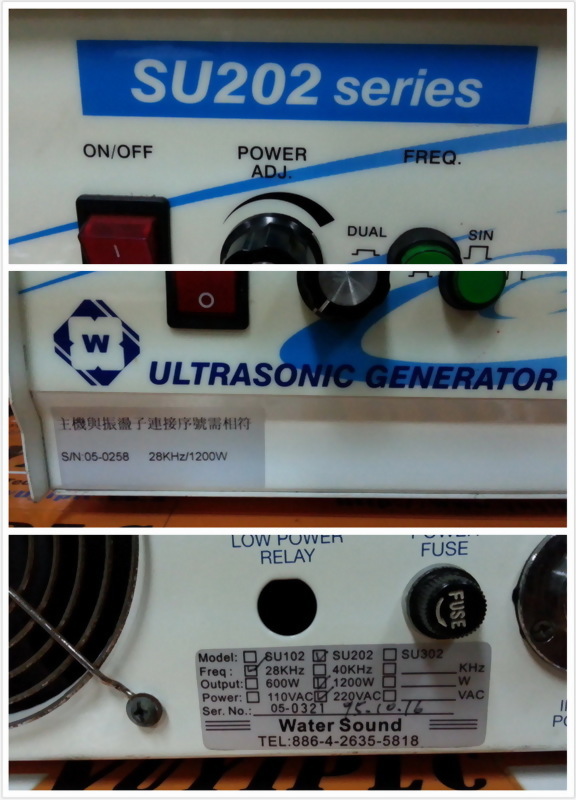 SU202 series
ON/OFF
POWER
ADJ.
FREQ.
DUAL
SIN
I
O
W
ULTRASONIC GENERATOR
主機與振盪子連接序號需相符
S/N:05-0258 28KHz/1200W
LOW POWER
RELAY
POWER
FUSE
FUSE
Model: SU102 SU202 SU302
Freq: 28KHz 40KHz KHz
Output: 600W 1200W W
Power: 110VAC 220VAC VAC
Ser. No.: 05-0321 95.10.16
Water Sound
TEL:886-4-2635-5818